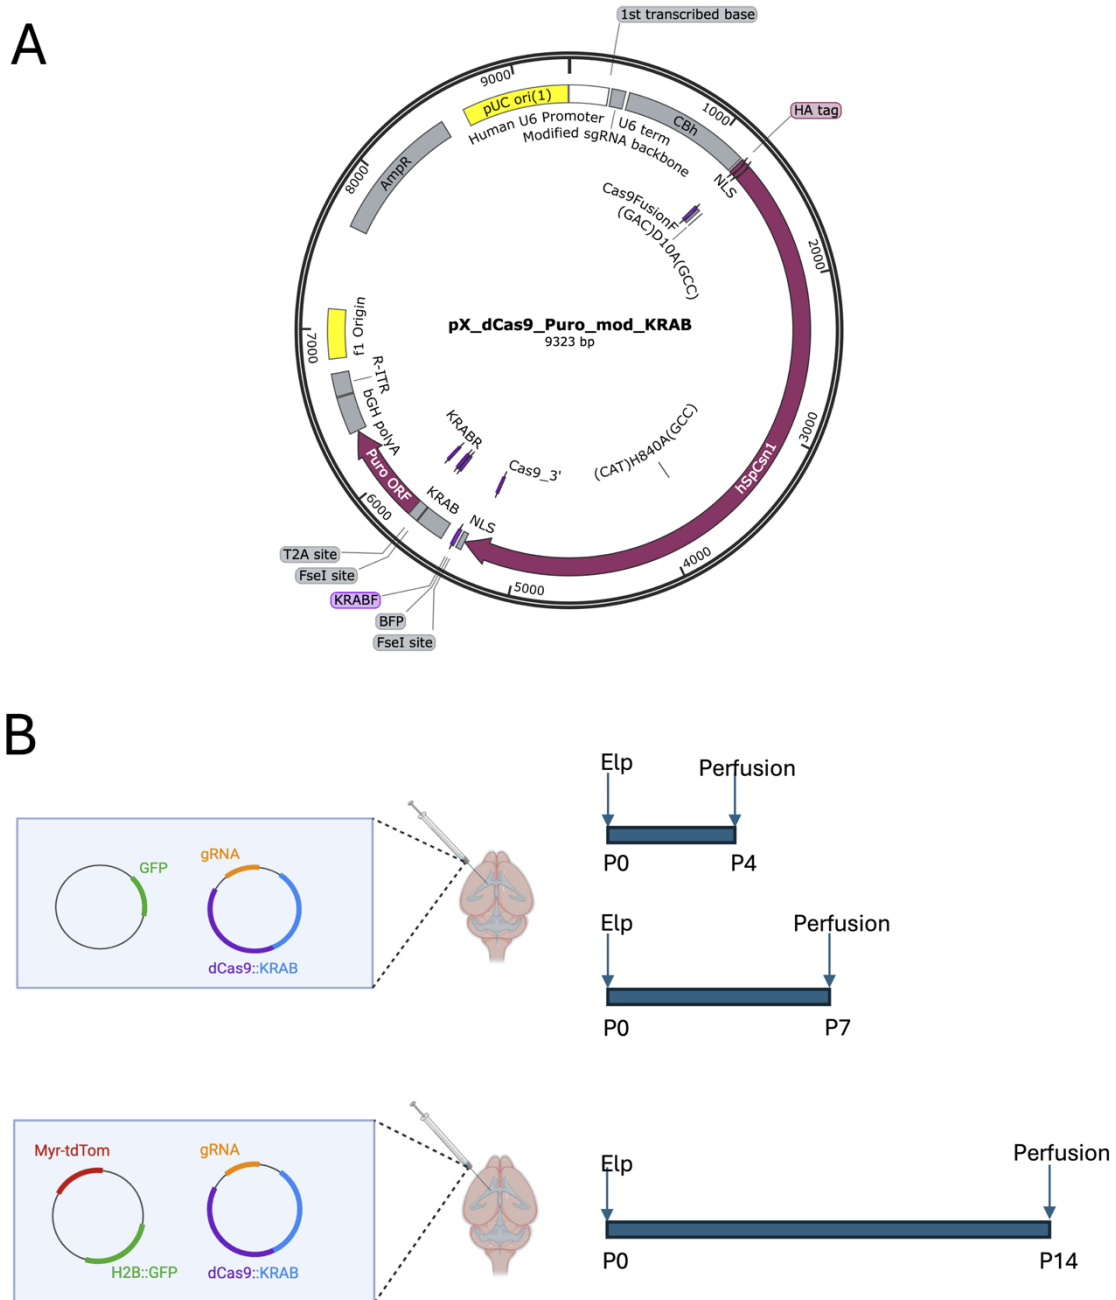 A
1st transcribed base
9000
pUC ori(1)
Human U6 Promoter
Modified sgRNA backbone
U6 term
CBh
1000
HA tag
NLS
8000
AmpR
Cas9FusionF
(GAC)D10A(GCC)
2000
pX_dCas9_Puro_mod_KRAB
9323 bp
7000
f1 Origin
R-ITR
bGH polyA
Puro ORF
6000
KRABR
KRAB
Cas9_3'
NLS
(CAT)H840A(GCC)
3000
hSpCsn1
4000
5000
T2A site
FseI site
KRABF
BFP
FseI site
B
GFP
gRNA
dCas9::KRAB
Elp
Perfusion
P0
P4
Elp
Perfusion
P0
P7
Myr-tdTom
gRNA
H2B::GFP
dCas9::KRAB
Elp
Perfusion
P0
P14